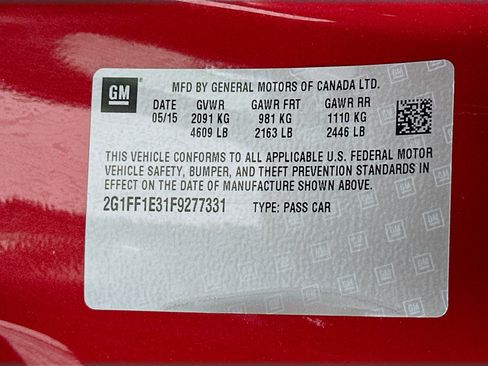 GM
MFD BY GENERAL MOTORS OF CANADA LTD.
DATE GVWR GAWR FRT GAWR RR
05/15 2091 KG 981 KG 1110 KG
4609 LB 2163 LB 2446 LB
THIS VEHICLE CONFORMS TO ALL APPLICABLE U.S. FEDERAL MOTOR
VEHICLE SAFETY, BUMPER, AND THEFT PREVENTION STANDARDS IN
EFFECT ON THE DATE OF MANUFACTURE SHOWN ABOVE.
2G1FF1E31F9277331 TYPE: PASS CAR